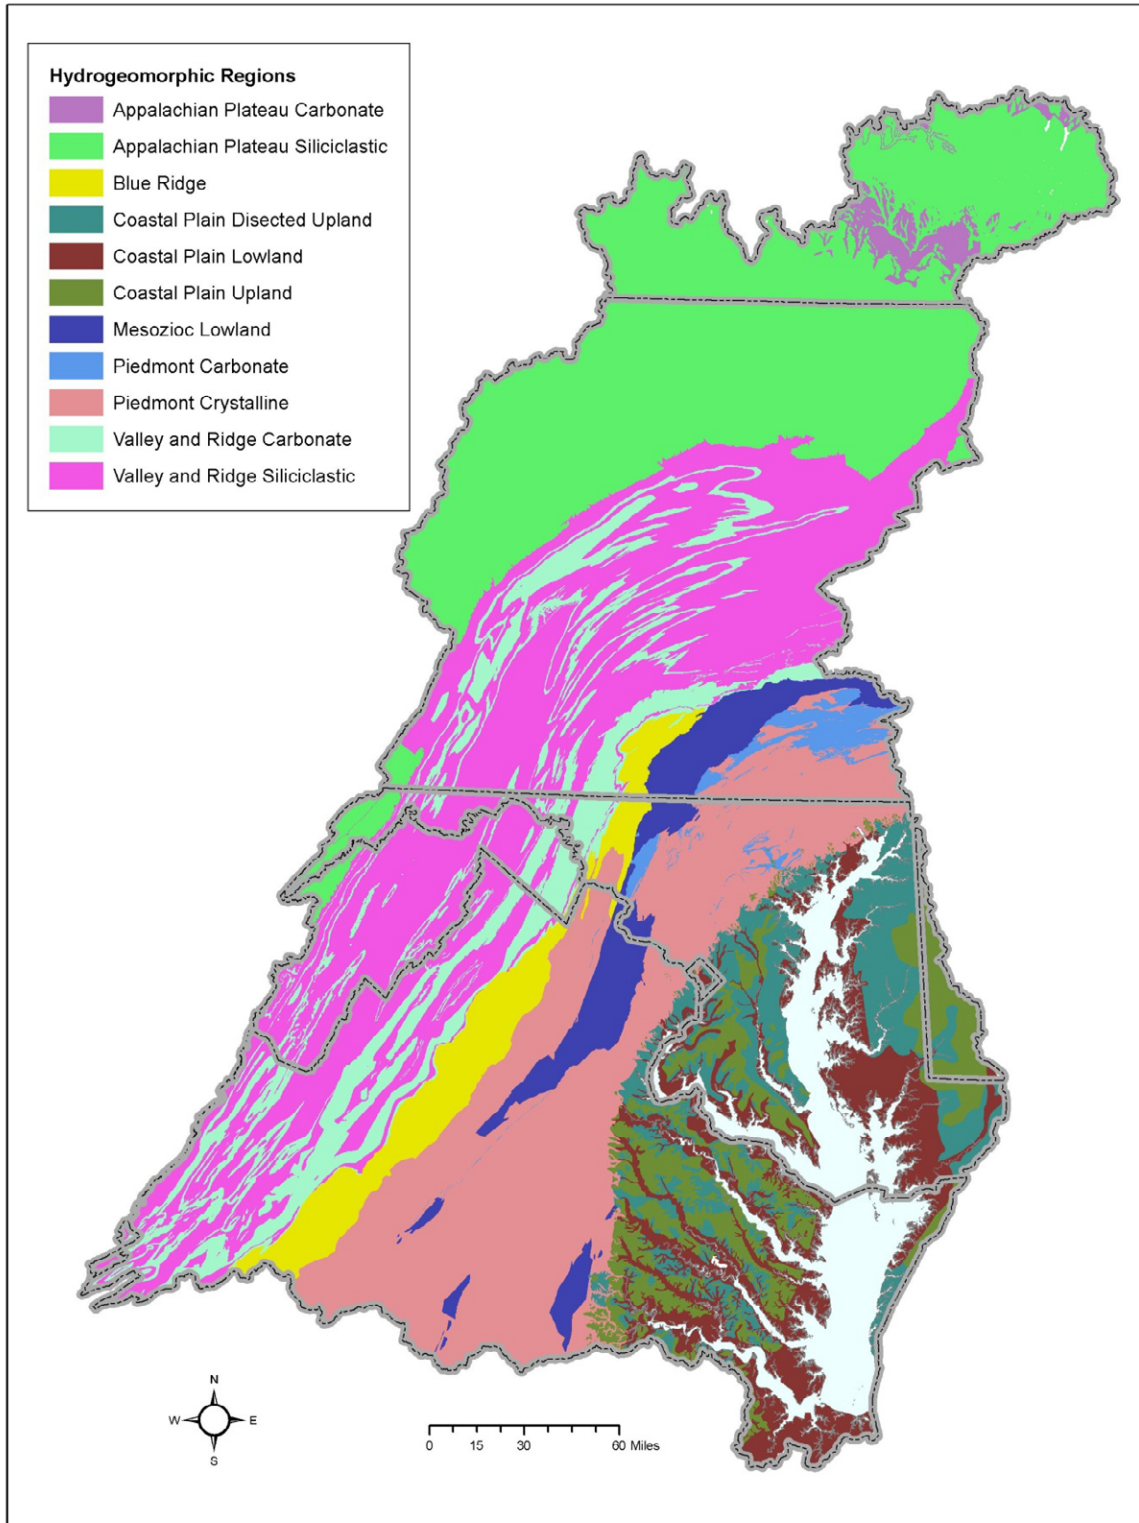 Hydrogeomorphic Regions
Appalachian Plateau Carbonate
Appalachian Plateau Siliciclastic
Blue Ridge
Coastal Plain Disected Upland
Coastal Plain Lowland
Coastal Plain Upland
Mesozioc Lowland
Piedmont Carbonate
Piedmont Crystalline
Valley and Ridge Carbonate
Valley and Ridge Siliciclastic
N
W E
S
0 15 30 60 Miles